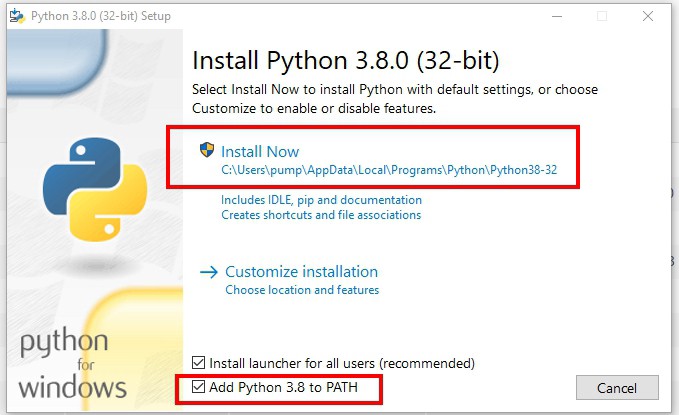 Python 3.8.0 (32-bit) Setup
Install Python 3.8.0 (32-bit)
Select Install Now to install Python with default settings, or choose
Customize to enable or disable features.
Install Now
C:\Users\pump\AppData\Local\Programs\Python\Python38-32
Includes IDLE, pip and documentation
Creates shortcuts and file associations
Customize installation
Choose location and features
python
for
windows
Install launcher for all users (recommended)
Add Python 3.8 to PATH
Cancel